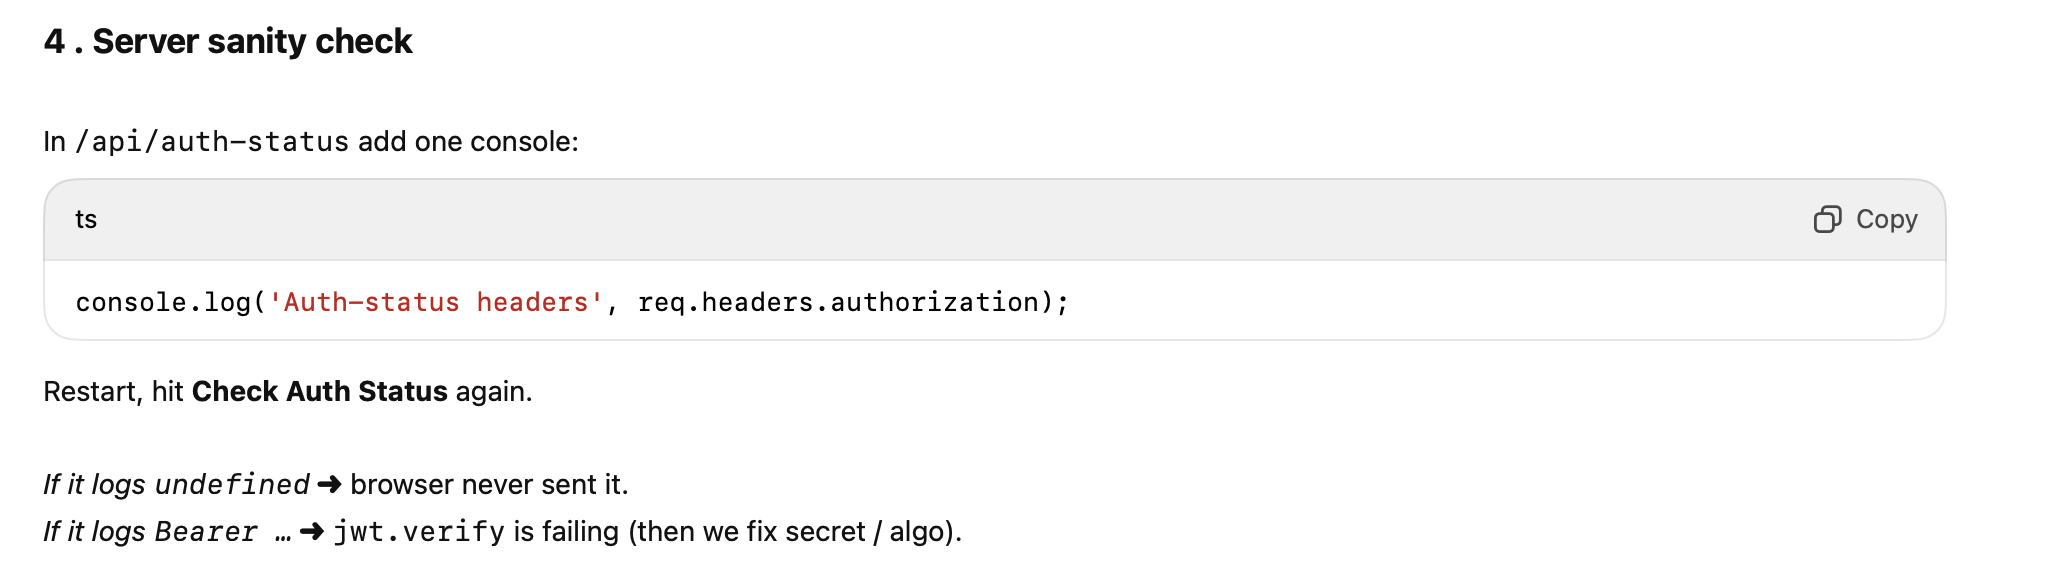 4 . Server sanity check
In /api/auth-status add one console:
ts
Copy
console.log('Auth-status headers', req.headers.authorization);
Restart, hit Check Auth Status again.
If it logs undefined ➜ browser never sent it.
If it logs Bearer … ➜ jwt.verify is failing (then we fix secret / algo).